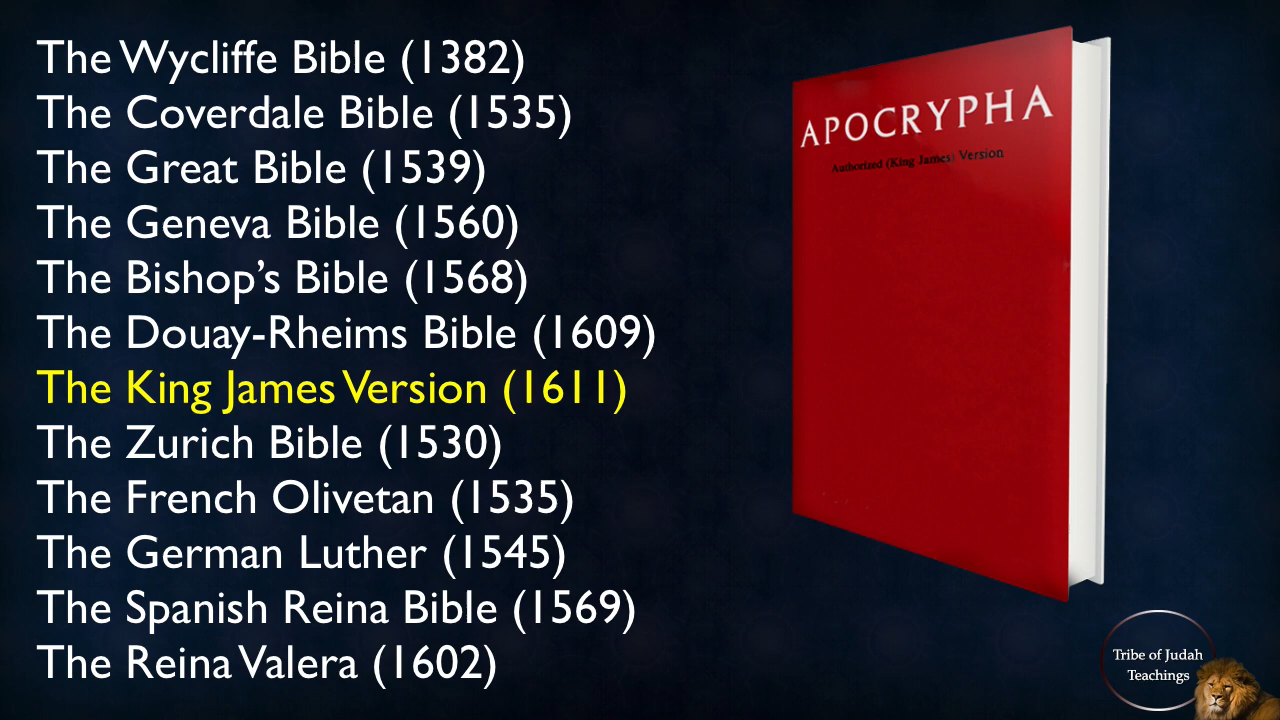 The Wycliffe Bible (1382)
The Coverdale Bible (1535)
The Great Bible (1539)
The Geneva Bible (1560)
The Bishop’s Bible (1568)
The Douay-Rheims Bible (1609)
The King James Version (1611)
The Zurich Bible (1530)
The French Olivetan (1535)
The German Luther (1545)
The Spanish Reina Bible (1569)
The Reina Valera (1602)
APOCRYPHA
Authorized (King James) Version
Tribe of Judah
Teachings